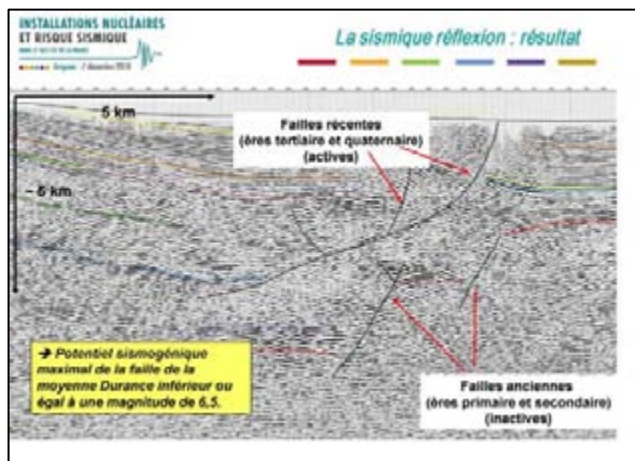 INSTALLATIONS NUCLÉAIRES
ET RISQUE SISMIQUE
La sismique réflexion : résultat
5 km
Failles récentes
(ères tertiaire et quaternaire)
(actives)
~ 5 km
➔ Potentiel sismogénique
maximal de la faille de la
moyenne Durance inférieur ou
égal à une magnitude de 6,5.
Failles anciennes
(ères primaire et secondaire)
(inactives)